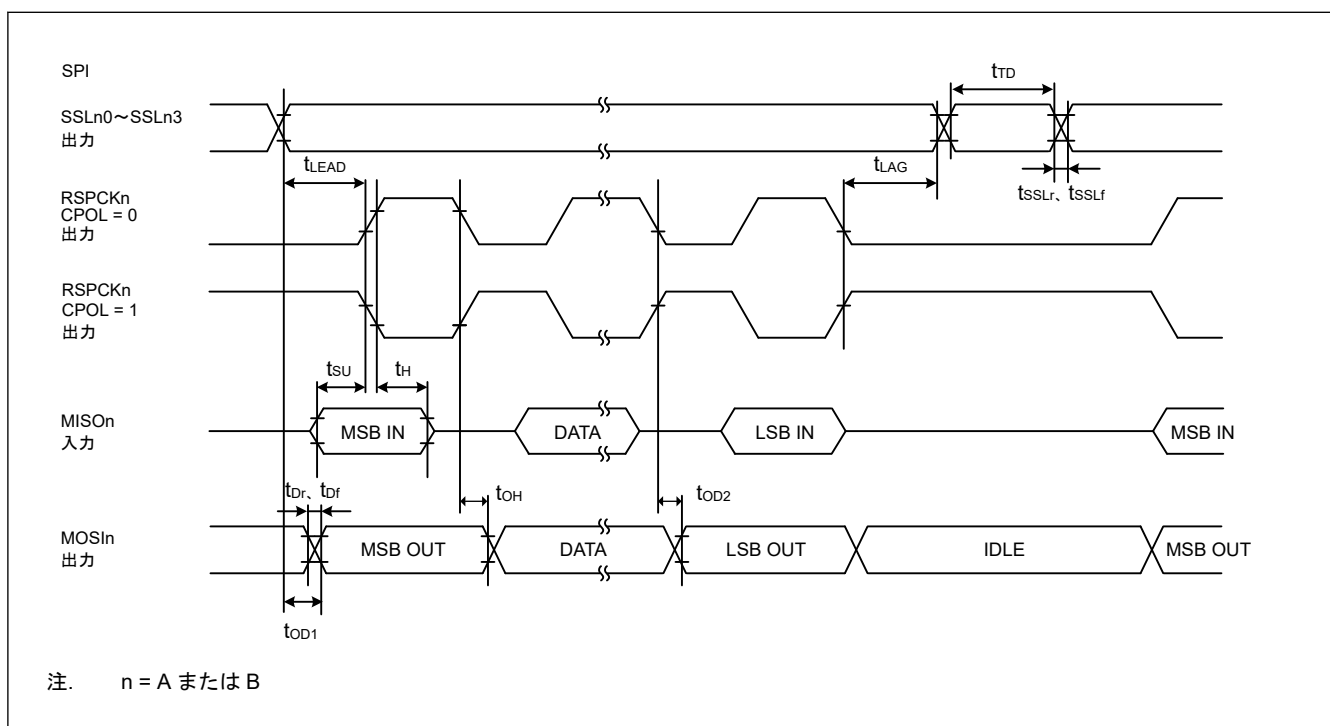 SPI
tTD
SSLn0～SSLn3
出力
tLEAD
tLAG
tSSLr、tSSLf
RSPCKn
CPOL = 0
出力
RSPCKn
CPOL = 1
出力
tSU
tH
MISOn
入力
MSB IN
DATA
LSB IN
MSB IN
tDr、tDf
tOH
tOD2
MOSIn
出力
MSB OUT
DATA
LSB OUT
IDLE
MSB OUT
tOD1
注. n = A または B